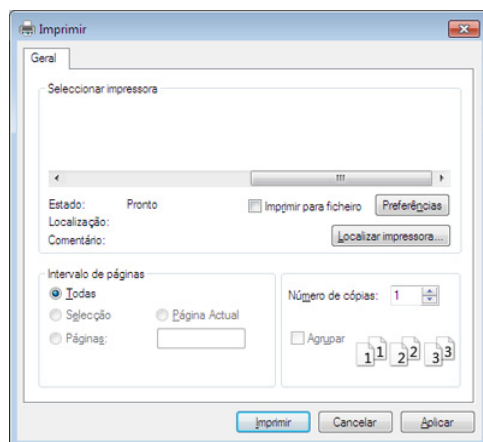 Imprimir
Geral
Seleccionar impressora
Estado: Pronto
Imprimir para ficheiro
Preferências
Localização:
Comentário:
Localizar impressora...
Intervalo de páginas
Todas
Selecção
Página Actual
Páginas:
Número de cópias: 1
Agrupar
1 1 2 2 3 3
Imprimir
Cancelar
Aplicar